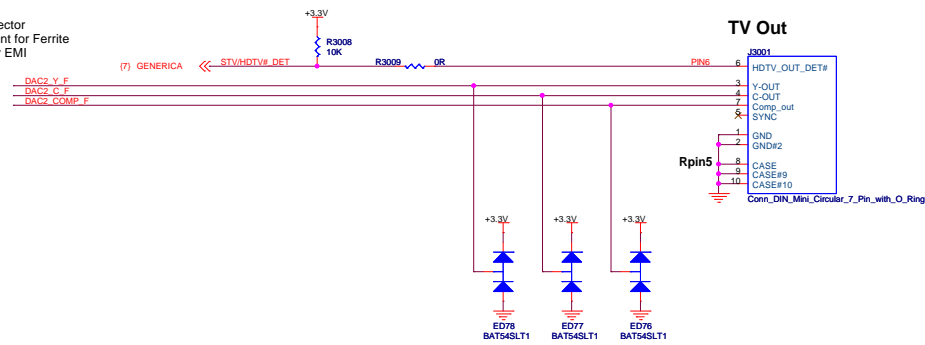 ector
nt for Ferrite
EMI
+3.3V
R3008
10K
{7} GENERICA
STV/HDTV#_DET
R3009
0R
PIN6
TV Out
J3001
6 HDTV_OUT_DET#
DAC2_Y_F
3 Y-OUT
DAC2_C_F
4 C-OUT
DAC2_COMP_F
7 Comp_out
5 SYNC
1 GND
2 GND#2
Rpin5
8 CASE
9 CASE#9
10 CASE#10
Conn_DIN_Mini_Circular_7_Pin_with_O_Ring
+3.3V
+3.3V
+3.3V
ED78
BAT54SLT1
ED77
BAT54SLT1
ED76
BAT54SLT1